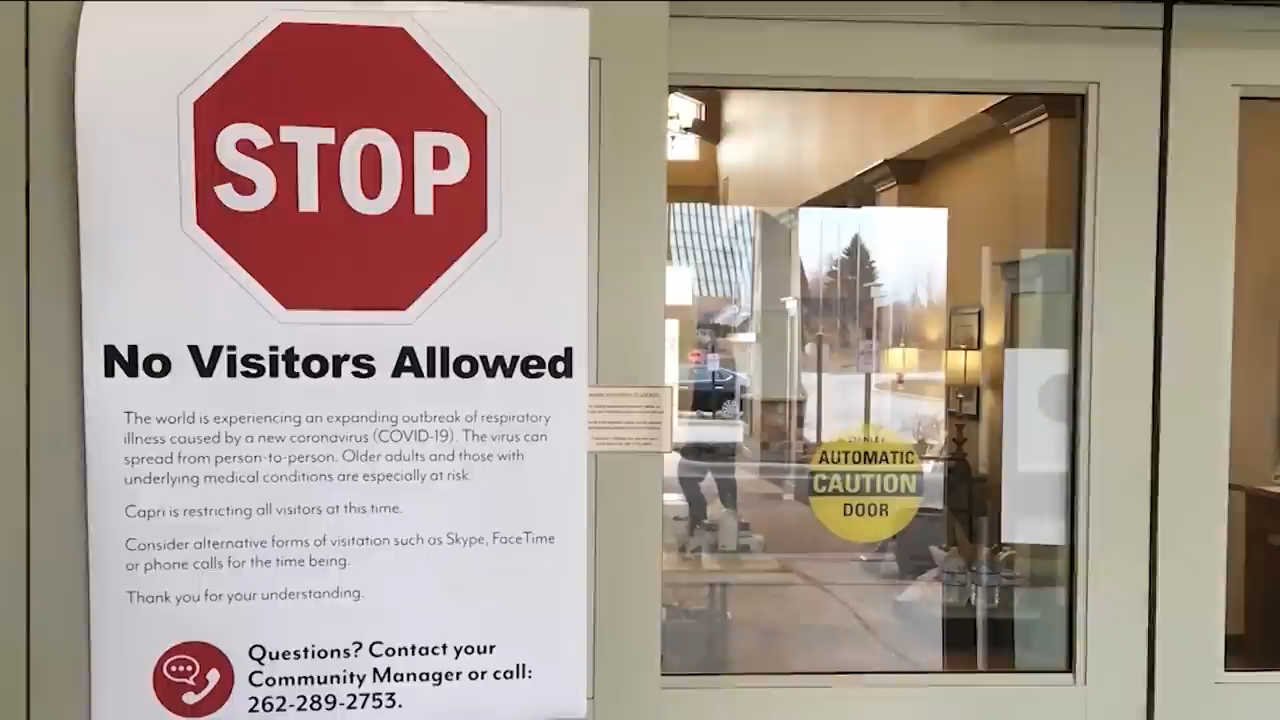 STOP
No Visitors Allowed
The world is experiencing an expanding outbreak of respiratory
illness caused by a new coronavirus (COVID-19). The virus can
spread from person-to-person. Older adults and those with
underlying medical conditions are especially at risk.
Capri is restricting all visitors at this time.
Consider alternative forms of visitation such as Skype, FaceTime
or phone calls for the time being.
Thank you for your understanding.
Questions? Contact your
Community Manager or call:
262-289-2753.
STANLEY
AUTOMATIC
CAUTION
DOOR